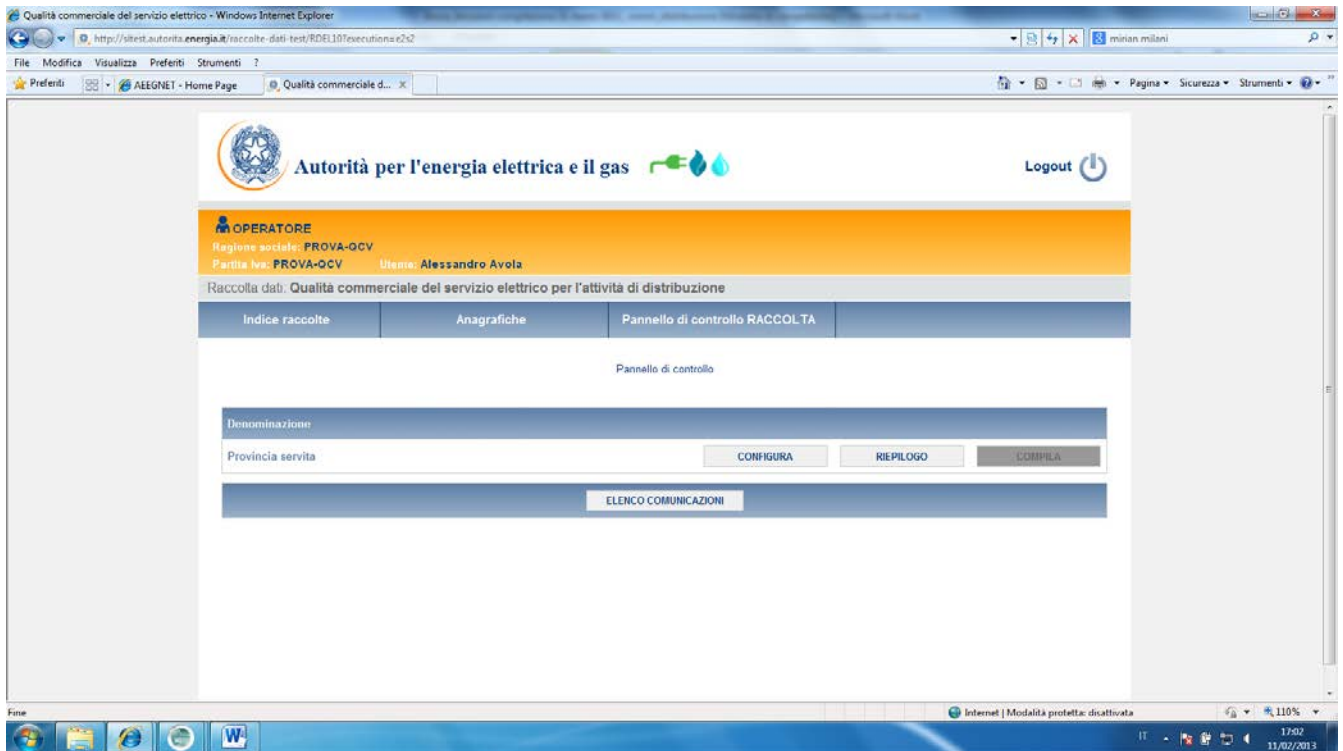 Qualità commerciale del servizio elettrico - Windows Internet Explorer
http://sitest.autorita.energia.it/raccolte-dati-test/RDEL10?execution=e2s2
mirian milani
File Modifica Visualizza Preferiti Strumenti ?
Preferiti AEEGNET - Home Page Qualità commerciale d... X
Pagina Sicurezza Strumenti
Autorità per l'energia elettrica e il gas
Logout
OPERATORE
Ragione sociale: PROVA-QCV
Partita Iva: PROVA-QCV Utente: Alessandro Avola
Raccolta dati: Qualità commerciale del servizio elettrico per l'attività di distribuzione
Indice raccolte Anagrafiche Pannello di controllo RACCOLTA
Pannello di controllo
Denominazione
Provincia servita CONFIGURA RIEPILOGO COMPILA
ELENCO COMUNICAZIONI
Fine Internet | Modalità protetta: disattivata 110%
IT 17:02
11/02/2013